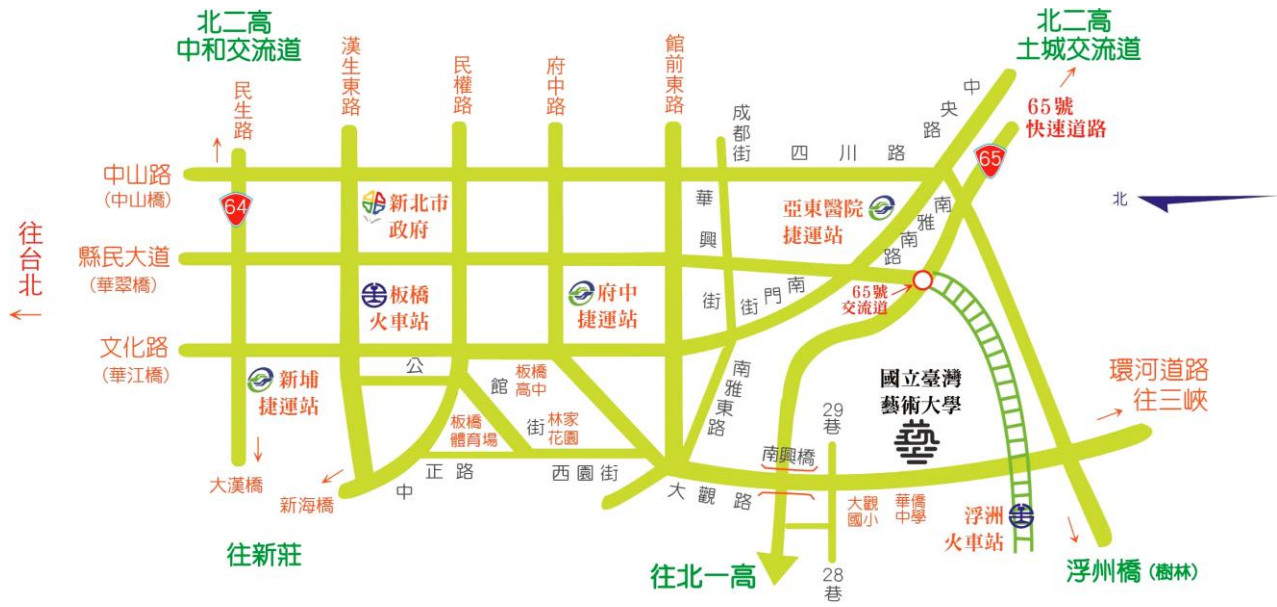 北二高
中和交流道
北二高
土城交流道
民生路
漢生東路
民權路
府中路
館前東路
成都街
四川路
中央路
65號
快速道路
65
64
中山路
(中山橋)
新北市
政府
華興街
亞東醫院
捷運站
南雅南路
北
往台北
縣民大道
(華翠橋)
板橋
火車站
府中
捷運站
南門街
65號
交流道
文化路
(華江橋)
新埔
捷運站
公館街
板橋
高中
南雅東路
國立臺灣
藝術大學
環河道路
往三峽
板橋
體育場
林家
花園
29巷
南興橋
中正路
西園街
大觀路
大漢橋
新海橋
大觀
國小
華僑
中學
浮洲
火車站
往新莊
往北一高
28巷
浮州橋 (樹林)